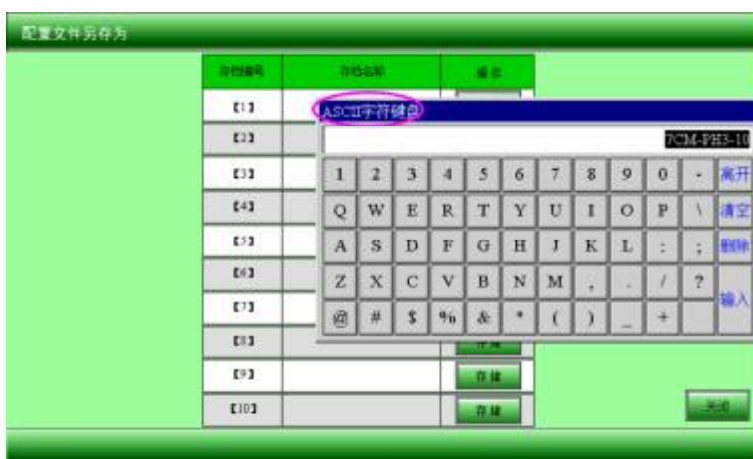 配置文件另存为
存档编号 存档名称 操作
【1】
ASCII字符键盘
【2】
7CM-PH3-10
【3】
1 2 3 4 5 6 7 8 9 0 - 离开
【4】
Q W E R T Y U I O P \ 清空
【5】
A S D F G H J K L : ; 删除
【6】
Z X C V B N M , . / ?
输入
【7】
@ # $ % & * ( ) _ +
【8】
存储
【9】
存储
【10】
存储
关闭